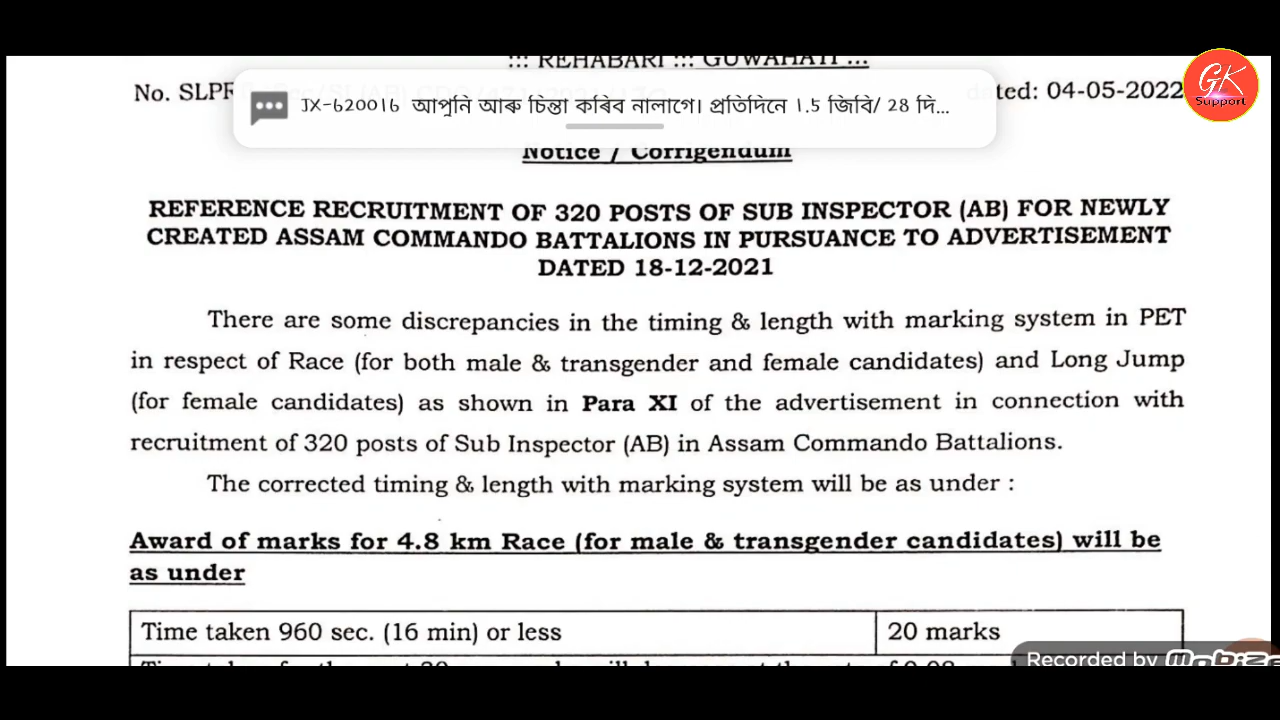 ::: REHABARI ::: GUWAHATI :::
No. SLPR
dated: 04-05-2022
JX-620016 আপুনি আৰু চিন্তা কৰিব নালাগে। প্ৰতিদিনে 1.5 জিবি/ 28 দি...
GK
Support
Notice / Corrigendum
REFERENCE RECRUITMENT OF 320 POSTS OF SUB INSPECTOR (AB) FOR NEWLY
CREATED ASSAM COMMANDO BATTALIONS IN PURSUANCE TO ADVERTISEMENT
DATED 18-12-2021
There are some discrepancies in the timing & length with marking system in PET
in respect of Race (for both male & transgender and female candidates) and Long Jump
(for female candidates) as shown in Para XI of the advertisement in connection with
recruitment of 320 posts of Sub Inspector (AB) in Assam Commando Battalions.
The corrected timing & length with marking system will be as under :
Award of marks for 4.8 km Race (for male & transgender candidates) will be
as under
Time taken 960 sec. (16 min) or less
20 marks
Recorded by